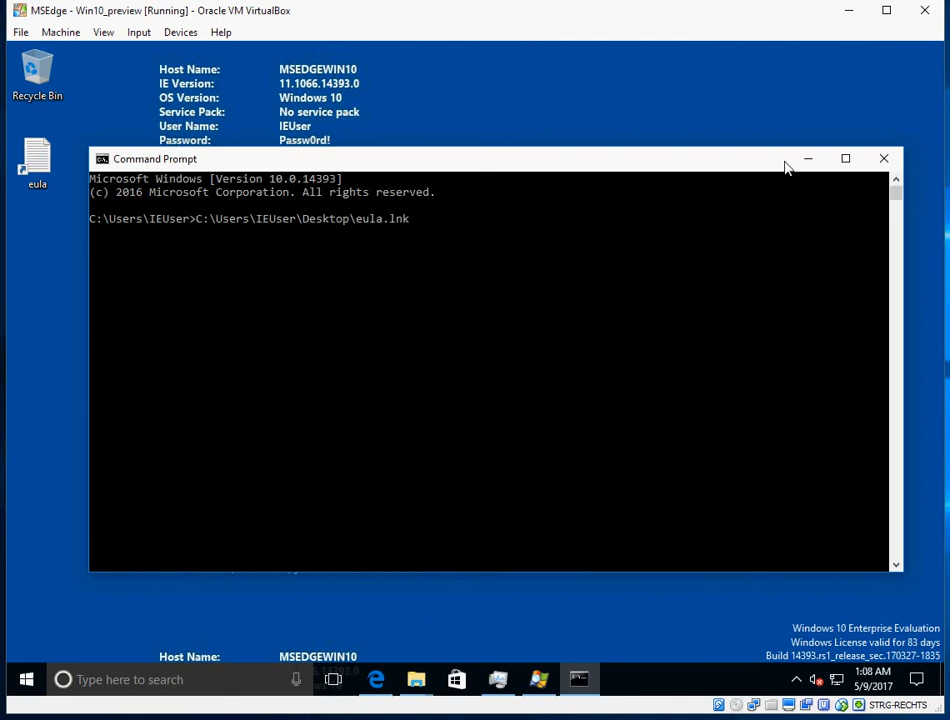 MSEdge - Win10_preview [Running] - Oracle VM VirtualBox
File Machine View Input Devices Help
Recycle Bin
Host Name: MSEDGEWIN10
IE Version: 11.1066.14393.0
OS Version: Windows 10
Service Pack: No service pack
User Name: IEUser
Password: Passw0rd!
eula
Command Prompt
Microsoft Windows [Version 10.0.14393]
(c) 2016 Microsoft Corporation. All rights reserved.
C:\Users\IEUser>C:\Users\IEUser\Desktop\eula.lnk
Windows 10 Enterprise Evaluation
Windows License valid for 83 days
Build 14393.rs1_release_sec.170327-1835
Host Name: MSEDGEWIN10
Type here to search
1:08 AM
5/9/2017
STRG-RECHTS